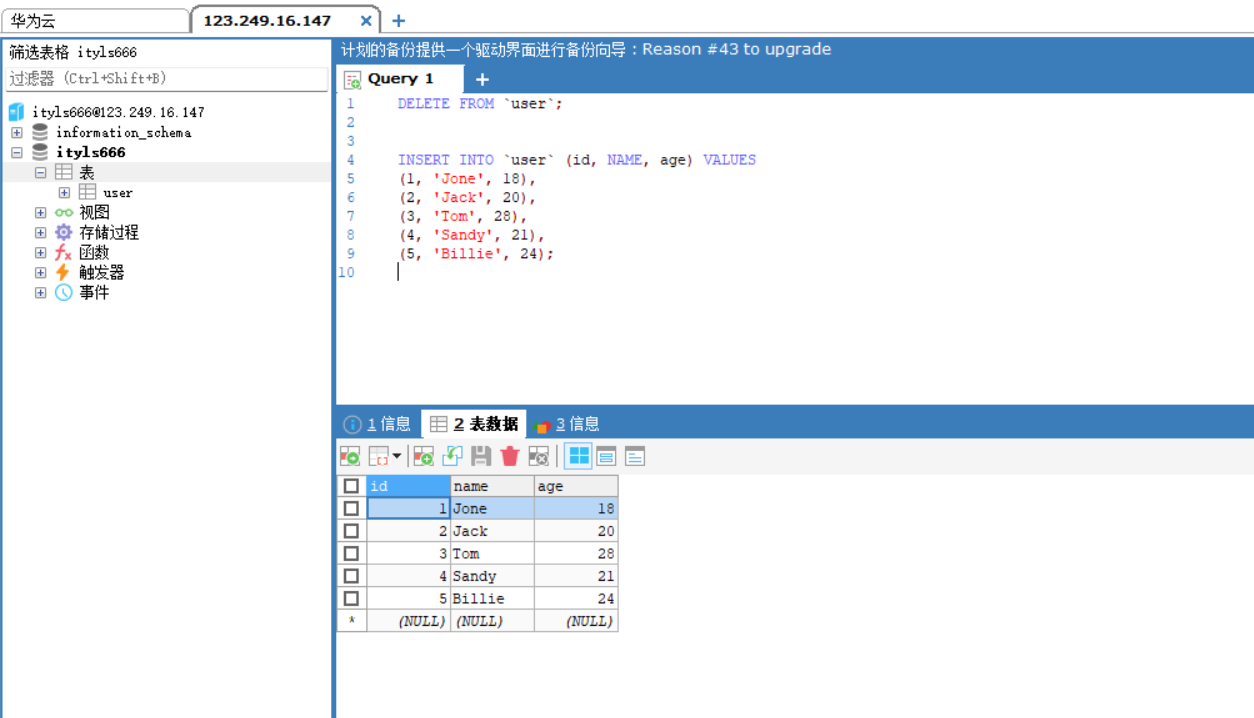 华为云
123.249.16.147
筛选表格 ityls666
过滤器 (Ctrl+Shift+B)
ityls666@123.249.16.147
information_schema
ityls666
表
user
视图
存储过程
函数
触发器
事件
计划的备份提供一个驱动界面进行备份向导：Reason #43 to upgrade
Query 1
1 DELETE FROM `user`;
2
3
4 INSERT INTO `user` (id, NAME, age) VALUES
5 (1, 'Jone', 18),
6 (2, 'Jack', 20),
7 (3, 'Tom', 28),
8 (4, 'Sandy', 21),
9 (5, 'Billie', 24);
10
1 信息 2 表数据 3 信息
id name age
1 Jone 18
2 Jack 20
3 Tom 28
4 Sandy 21
5 Billie 24
* (NULL) (NULL) (NULL)